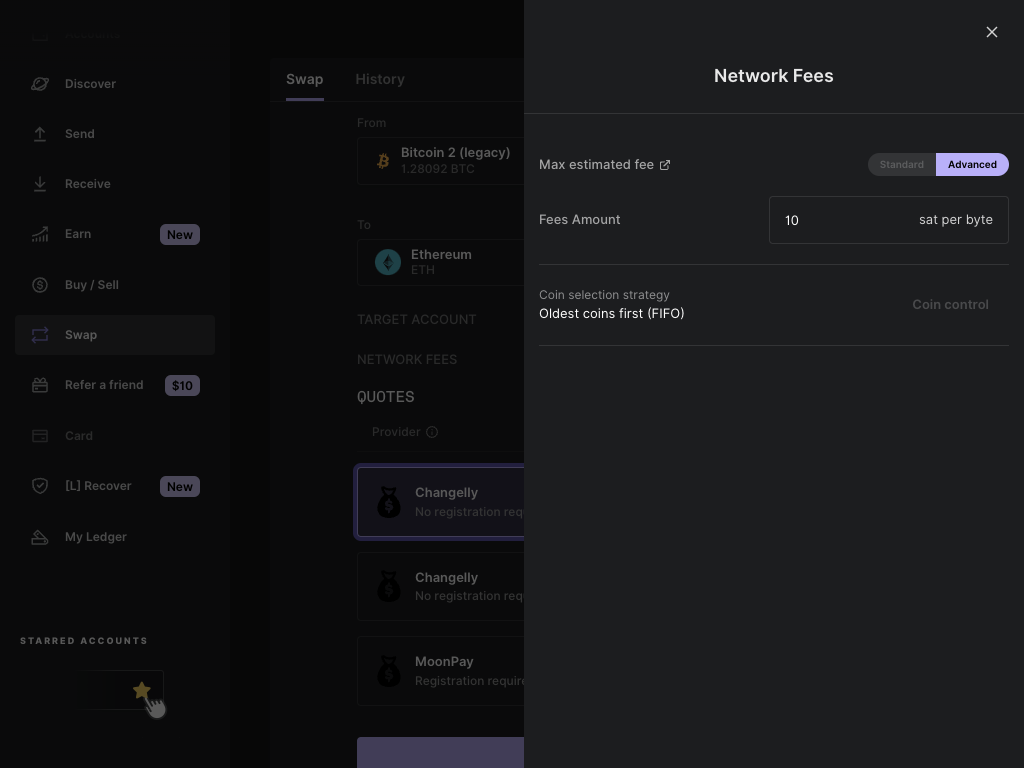 Discover
Send
Receive
Earn New
Buy / Sell
Swap
Refer a friend $10
Card
[L] Recover New
My Ledger
STARRED ACCOUNTS
Swap History
From
Bitcoin 2 (legacy)
1.28092 BTC
To
Ethereum
ETH
TARGET ACCOUNT
NETWORK FEES
QUOTES
Provider
Changelly
No registration req
Changelly
No registration req
MoonPay
Registration require
Network Fees
Max estimated fee Standard Advanced
Fees Amount 10 sat per byte
Coin selection strategy
Oldest coins first (FIFO)
Coin control